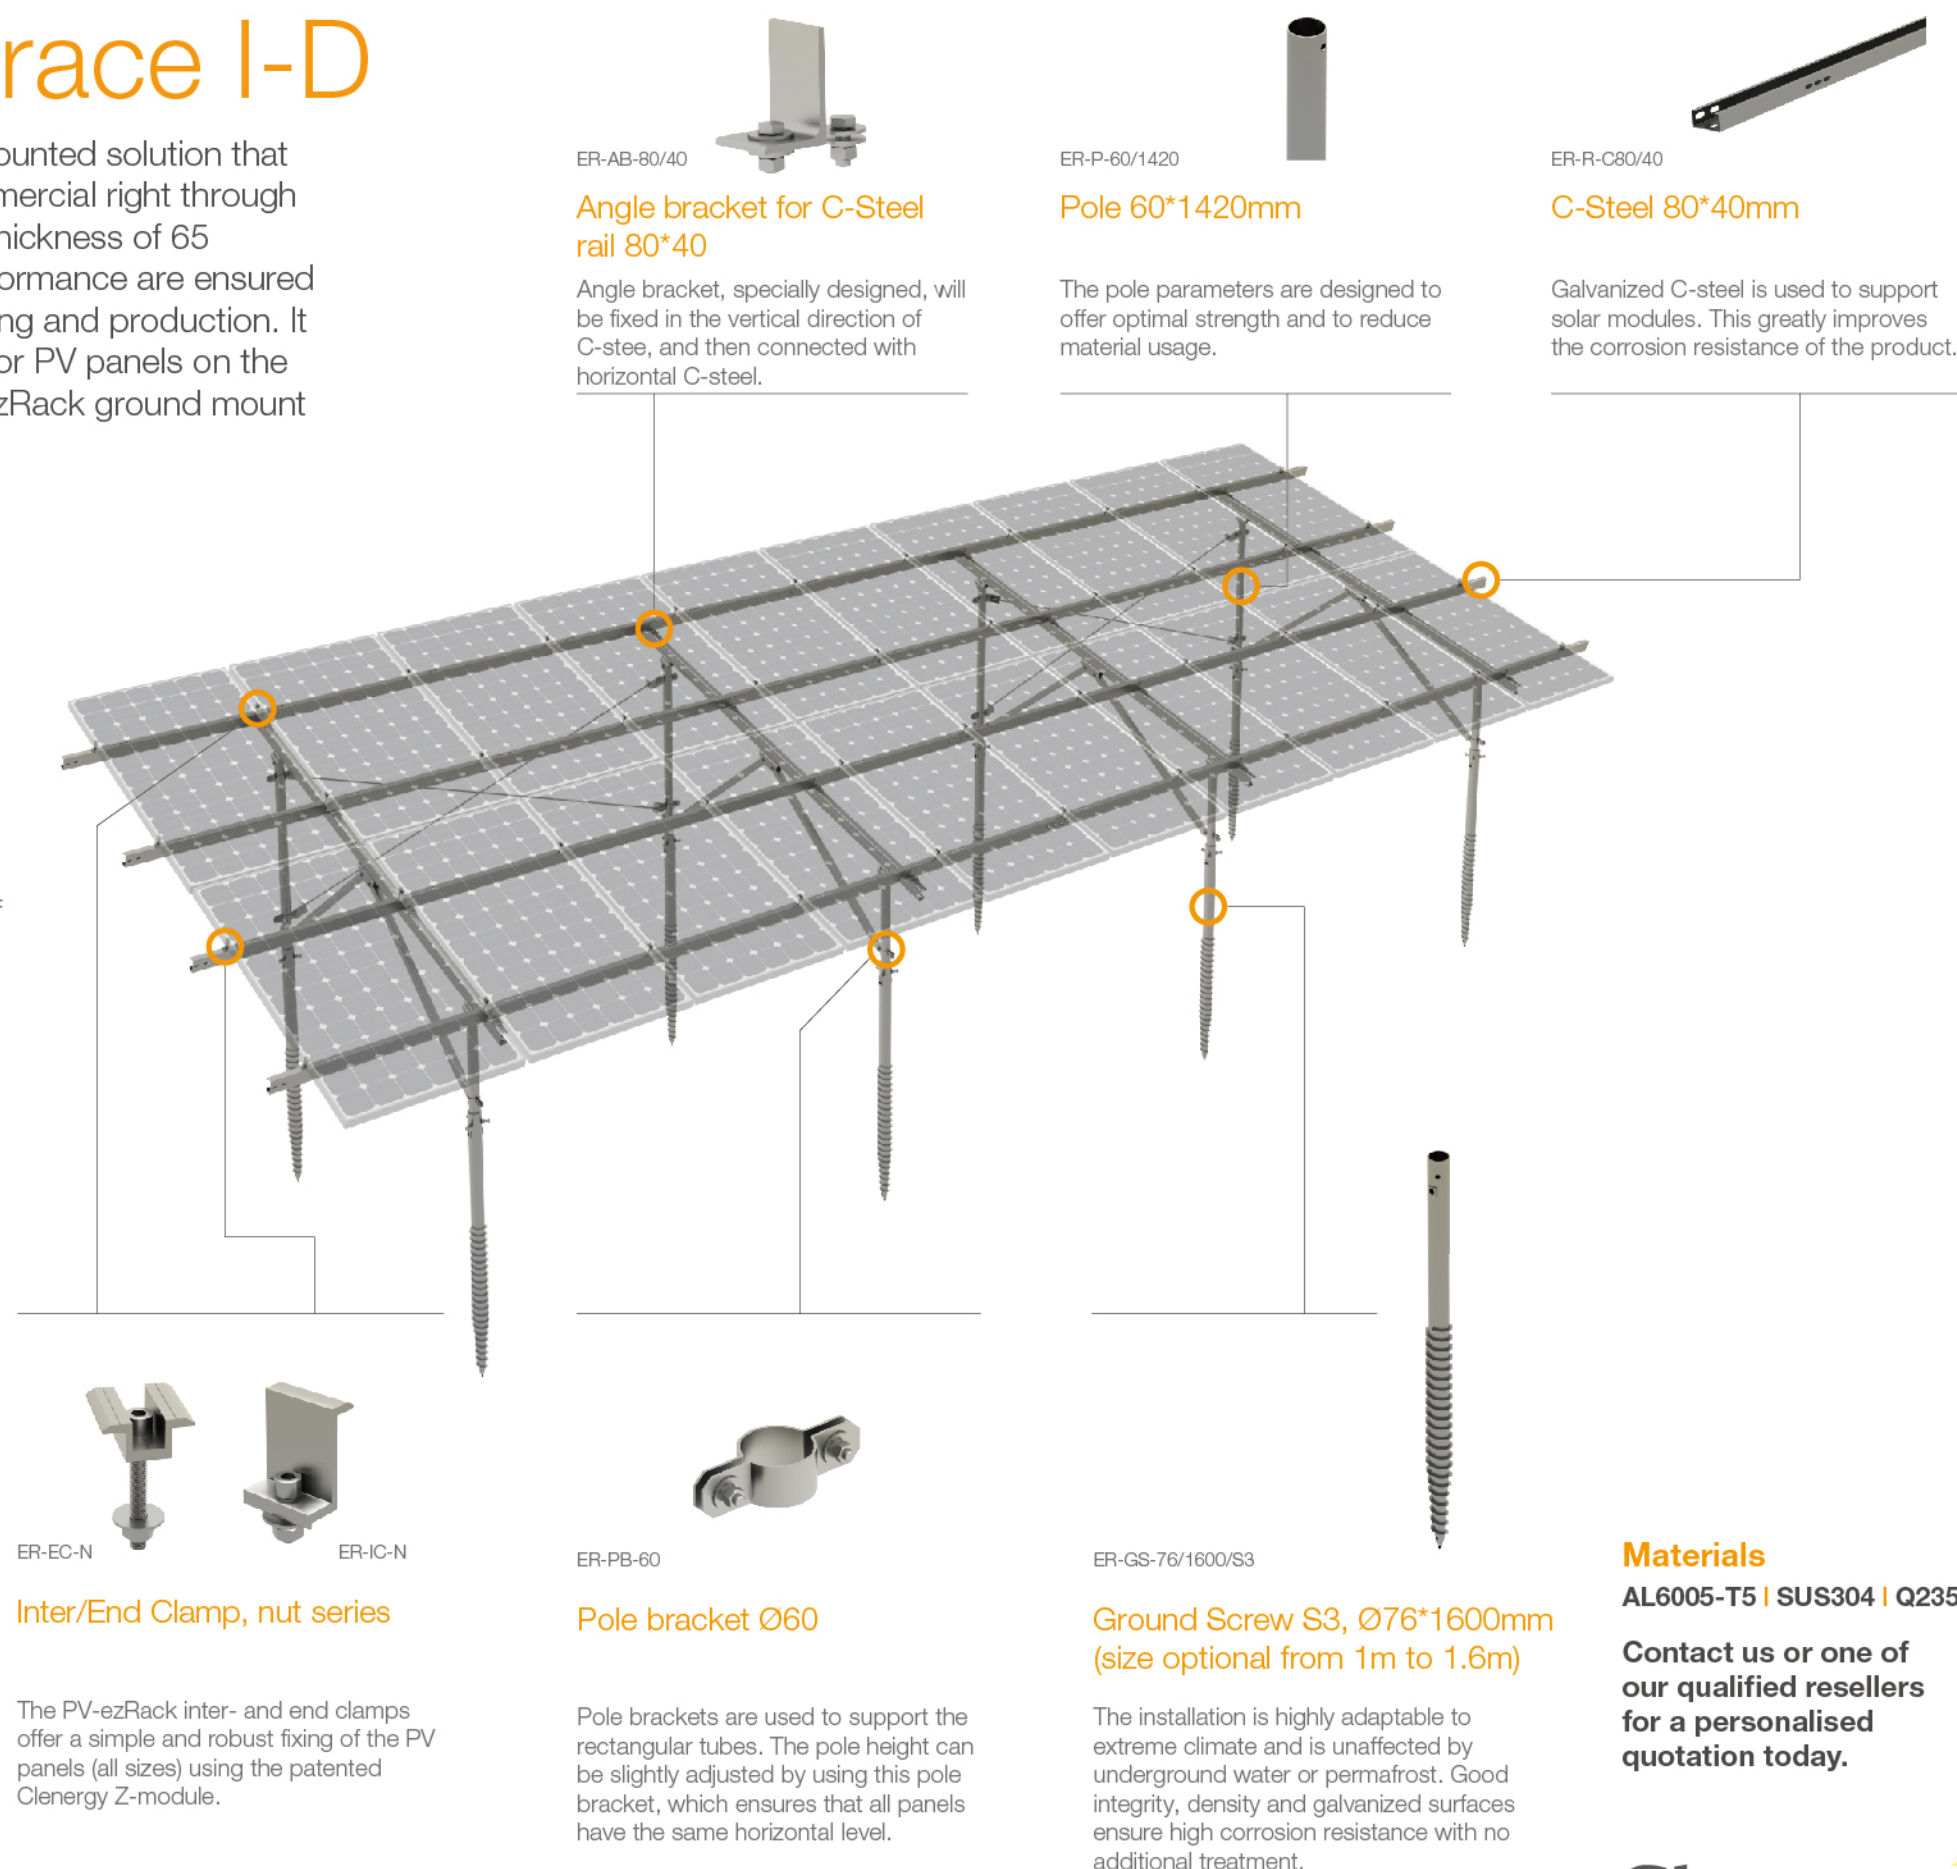 race I-D
ounted solution that
mercial right through
hickness of 65
ormance are ensured
ng and production. It
or PV panels on the
zRack ground mount
ER-AB-80/40
Angle bracket for C-Steel
rail 80*40
Angle bracket, specially designed, will
be fixed in the vertical direction of
C-stee, and then connected with
horizontal C-steel.
ER-P-60/1420
Pole 60*1420mm
The pole parameters are designed to
offer optimal strength and to reduce
material usage.
ER-R-C80/40
C-Steel 80*40mm
Galvanized C-steel is used to support
solar modules. This greatly improves
the corrosion resistance of the product.
ER-EC-N
ER-IC-N
Inter/End Clamp, nut series
The PV-ezRack inter- and end clamps
offer a simple and robust fixing of the PV
panels (all sizes) using the patented
Clenergy Z-module.
ER-PB-60
Pole bracket Ø60
Pole brackets are used to support the
rectangular tubes. The pole height can
be slightly adjusted by using this pole
bracket, which ensures that all panels
have the same horizontal level.
ER-GS-76/1600/S3
Ground Screw S3, Ø76*1600mm
(size optional from 1m to 1.6m)
The installation is highly adaptable to
extreme climate and is unaffected by
underground water or permafrost. Good
integrity, density and galvanized surfaces
ensure high corrosion resistance with no
additional treatment.
Materials
AL6005-T5 | SUS304 | Q235
Contact us or one of
our qualified resellers
for a personalised
quotation today.